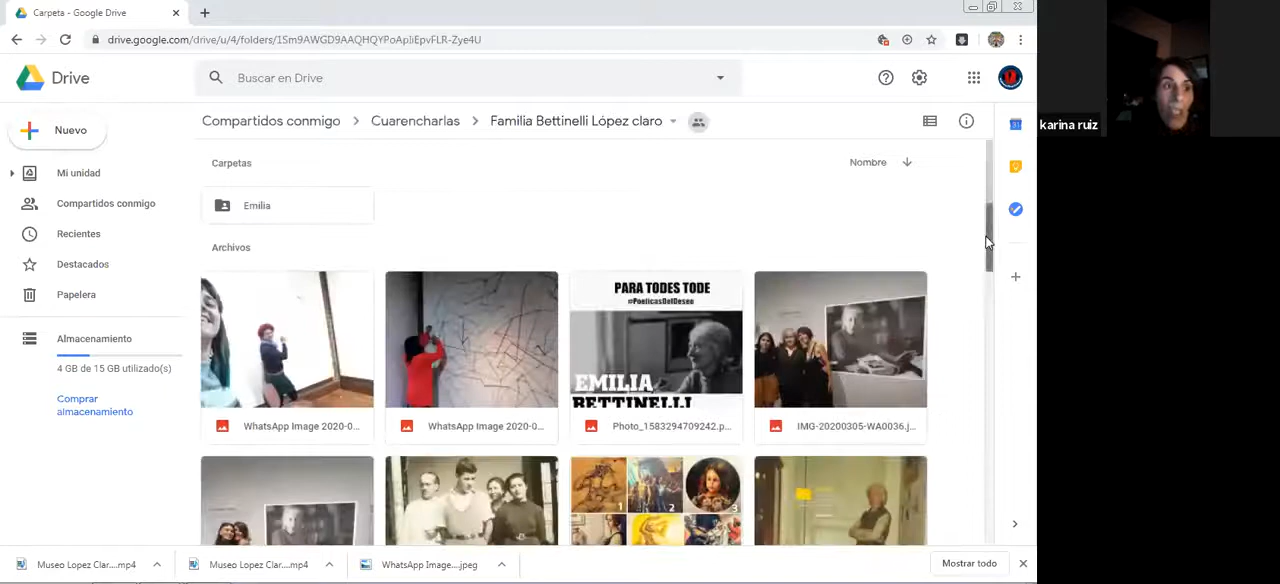 Carpeta - Google Drive
drive.google.com/drive/u/4/folders/1Sm9AWGD9AAQHQYPoApliEpvFLR-Zye4U
Drive
Buscar en Drive
Nuevo
Compartidos conmigo > Cuarencharlas > Familia Bettinelli López claro
karina ruiz
Carpetas
Nombre
Mi unidad
Emilia
Compartidos conmigo
Recientes
Archivos
Destacados
Papelera
PARA TODES TODE
#PoeticasDelDeseo
EMILIA
BETTINELLI
Almacenamiento
4 GB de 15 GB utilizado(s)
Comprar
almacenamiento
WhatsApp Image 2020-0...
WhatsApp Image 2020-0...
Photo_1583294709242.p...
IMG-20200305-WA0036.j...
1
2
3
Museo Lopez Clar....mp4
Museo Lopez Clar....mp4
WhatsApp Image....jpeg
Mostrar todo